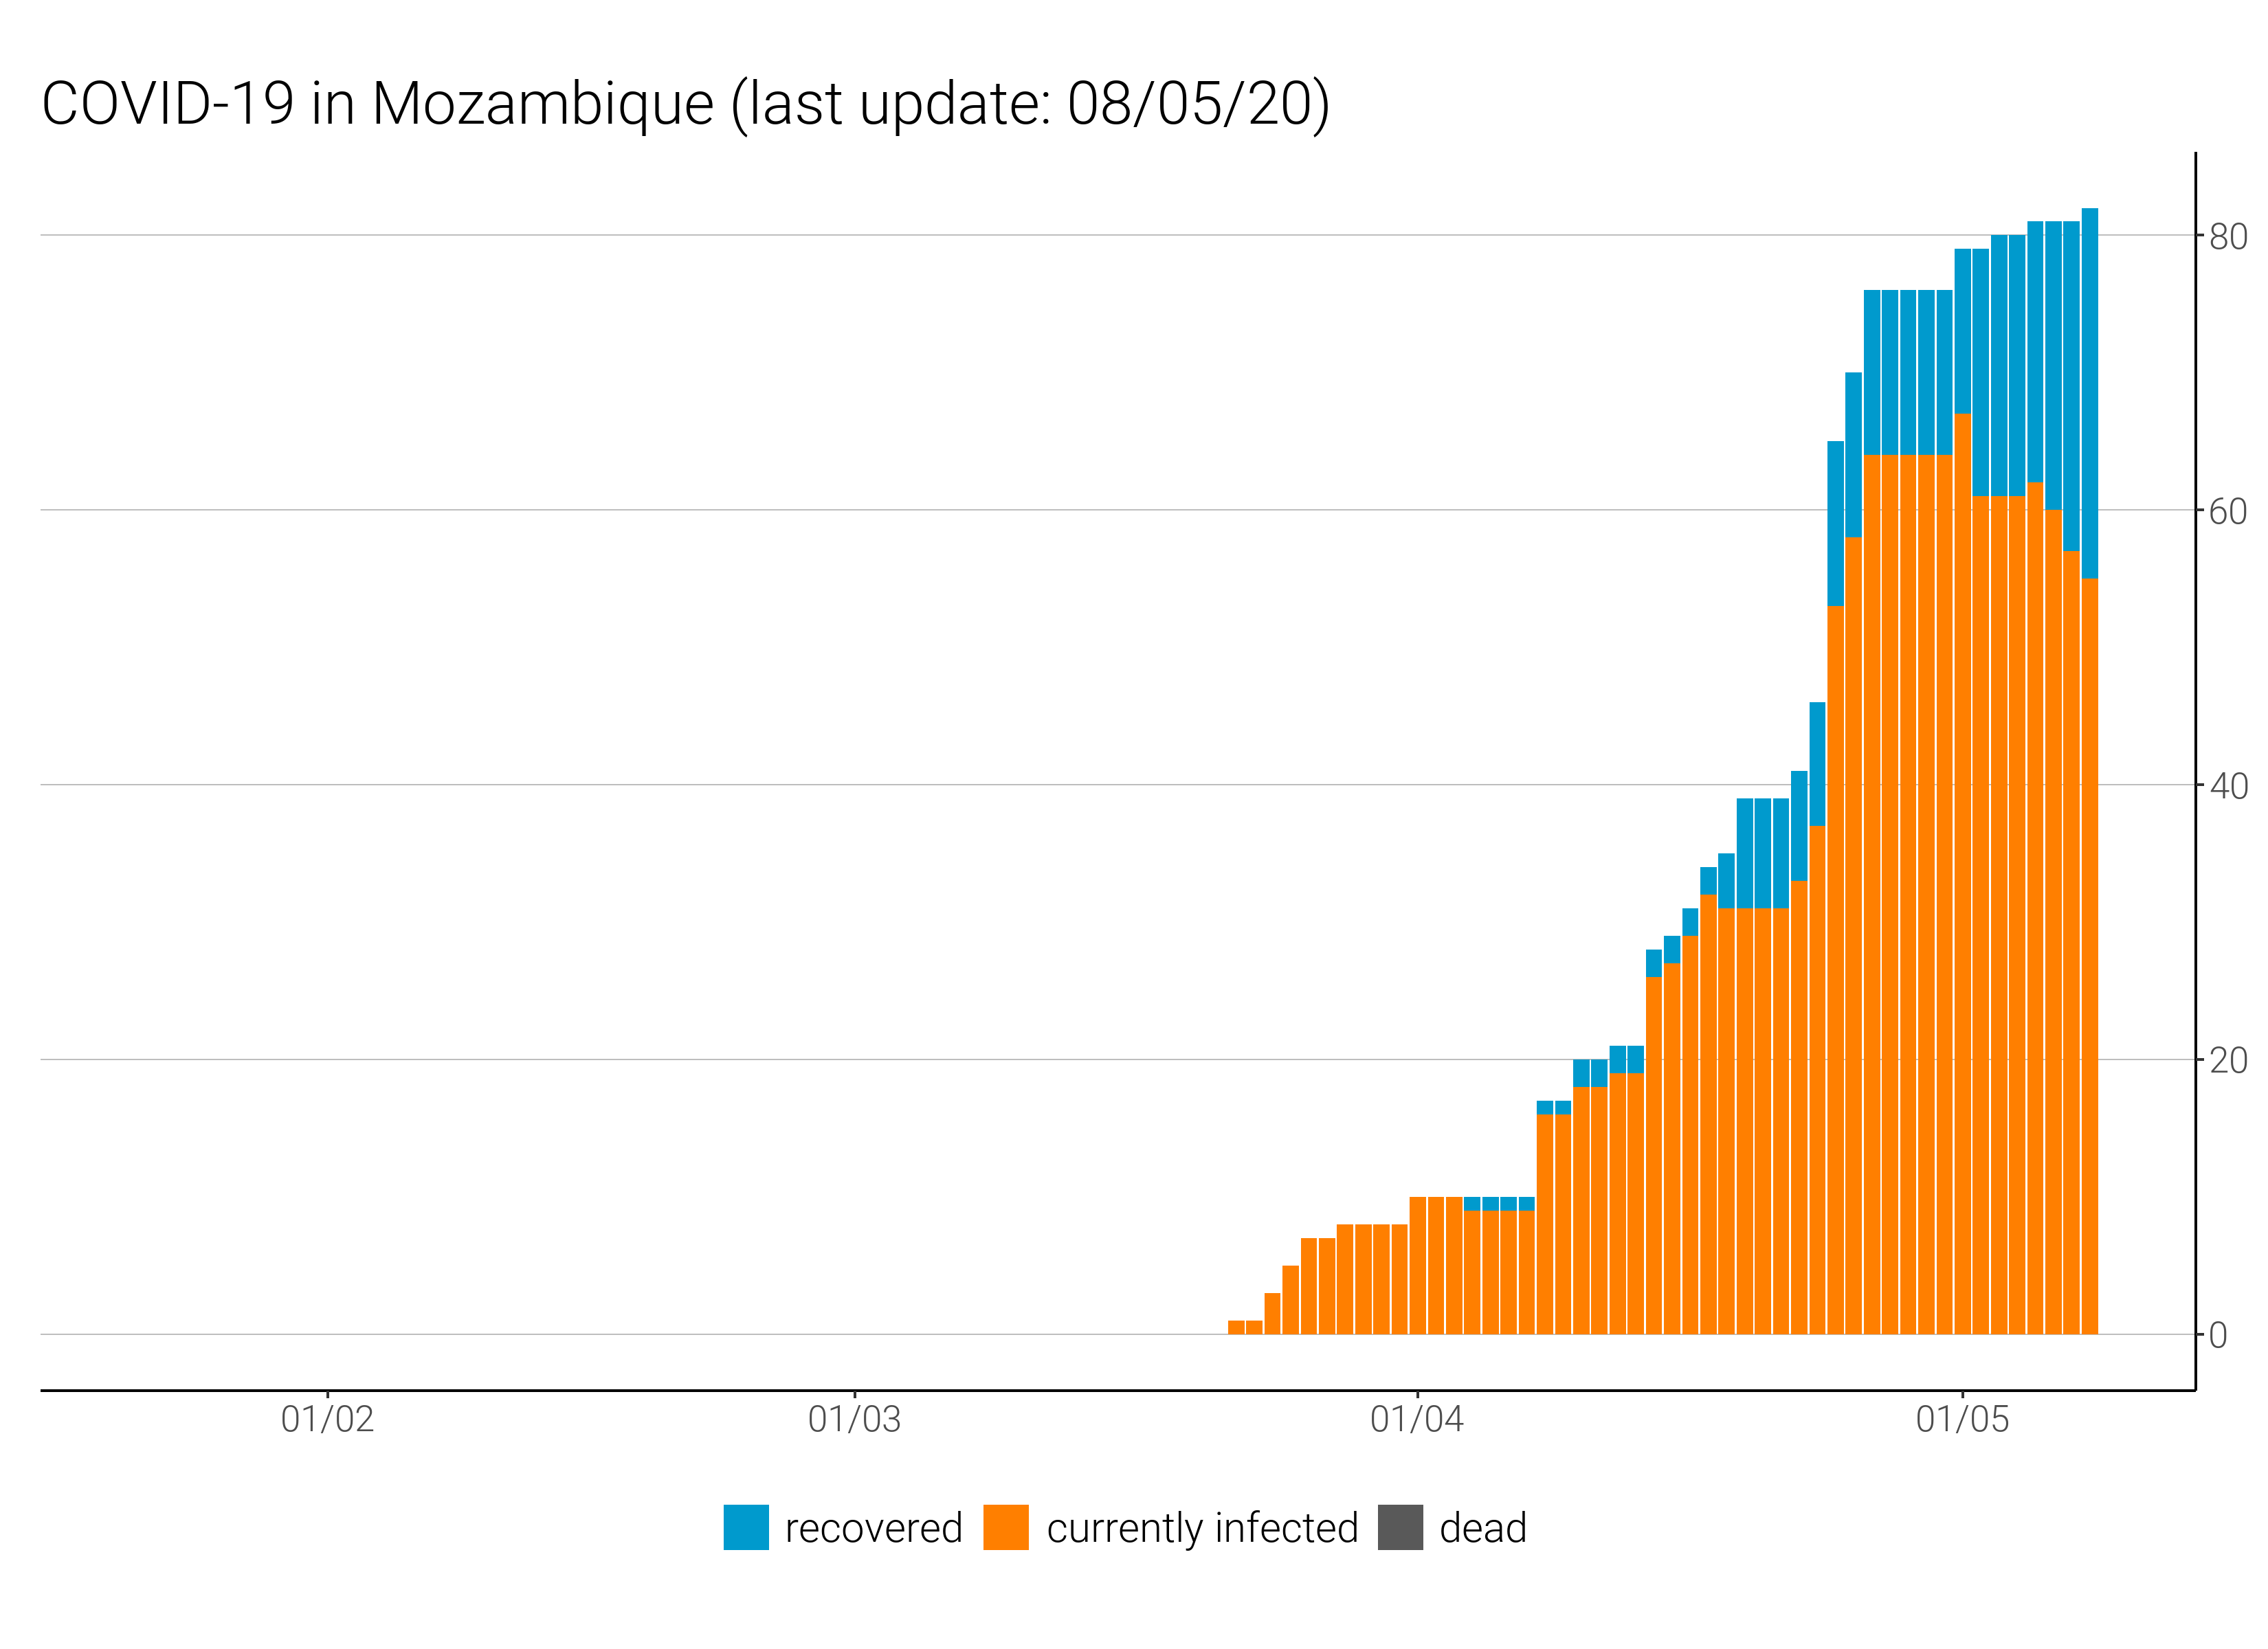 COVID-19 in Mozambique (last update: 08/05/20)
80
60
40
20
0
01/02 01/03 01/04 01/05
recovered currently infected dead